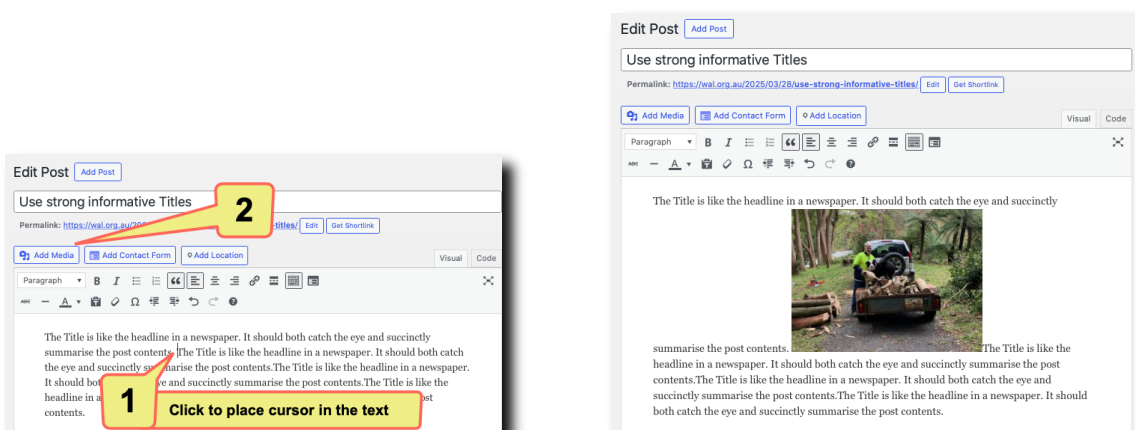 Edit Post Add Post
Use strong informative Titles
2
Permalink: https://wal.org.au/ titles/ Edit Get Shortlink
Add Media Add Contact Form Add Location
Visual Code
Paragraph B I
ABC A Ω
The Title is like the headline in a newspaper. It should both catch the eye and succinctly
summarise the post contents. The Title is like the headline in a newspaper. It should both catch
the eye and succinctly summarise the post contents.The Title is like the headline in a newspaper.
It should both eye and succinctly summarise the post contents.The Title is like the
headline in a
contents.
1
Click to place cursor in the text
Edit Post Add Post
Use strong informative Titles
Permalink: https://wal.org.au/2025/03/28/use-strong-informative-titles/ Edit Get Shortlink
Add Media Add Contact Form Add Location
Visual Code
Paragraph B I
ABC A Ω
The Title is like the headline in a newspaper. It should both catch the eye and succinctly
summarise the post contents. The Title is like the
headline in a newspaper. It should both catch the eye and succinctly summarise the post
contents.The Title is like the headline in a newspaper. It should both catch the eye and
succinctly summarise the post contents.The Title is like the headline in a newspaper. It should
both catch the eye and succinctly summarise the post contents.